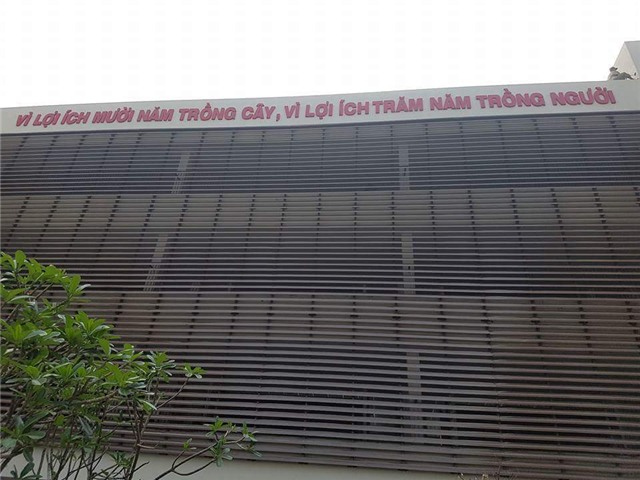 VÌ LỢI ÍCH MƯỜI NĂM TRỒNG CÂY, VÌ LỢI ÍCH TRĂM NĂM TRỒNG NGƯỜI